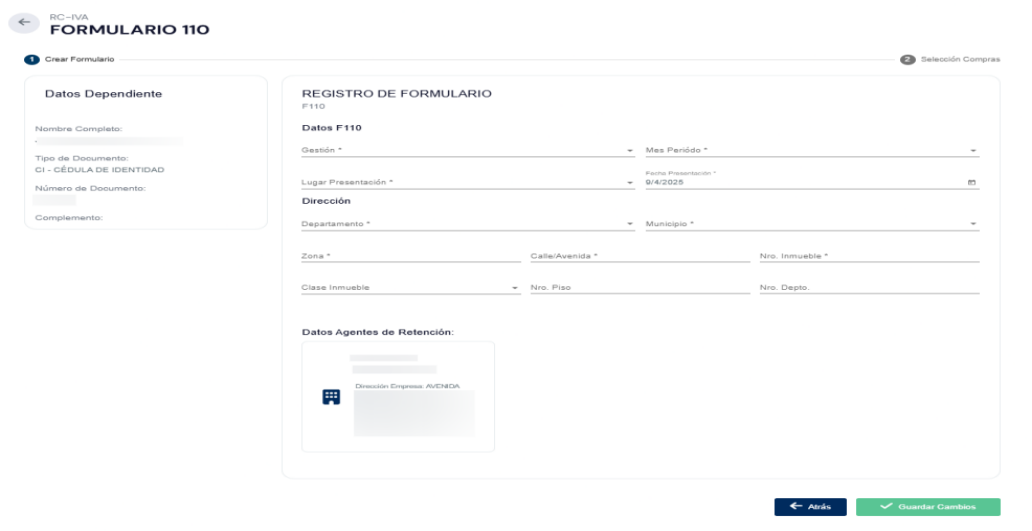 RC-IVA
FORMULARIO 110
1 Crear Formulario
2 Selección Compras
Datos Dependiente
Nombre Completo:
Tipo de Documento:
CI - CÉDULA DE IDENTIDAD
Número de Documento:
Complemento:
REGISTRO DE FORMULARIO
F110
Datos F110
Gestión *
Mes Periódo *
Lugar Presentación *
Fecha Presentación *
9/4/2025
Dirección
Departamento *
Municipio *
Zona *
Calle/Avenida *
Nro. Inmueble *
Clase Inmueble
Nro. Piso
Nro. Depto.
Datos Agentes de Retención:
Dirección Empresa: AVENIDA
Atrás
Guardar Cambios